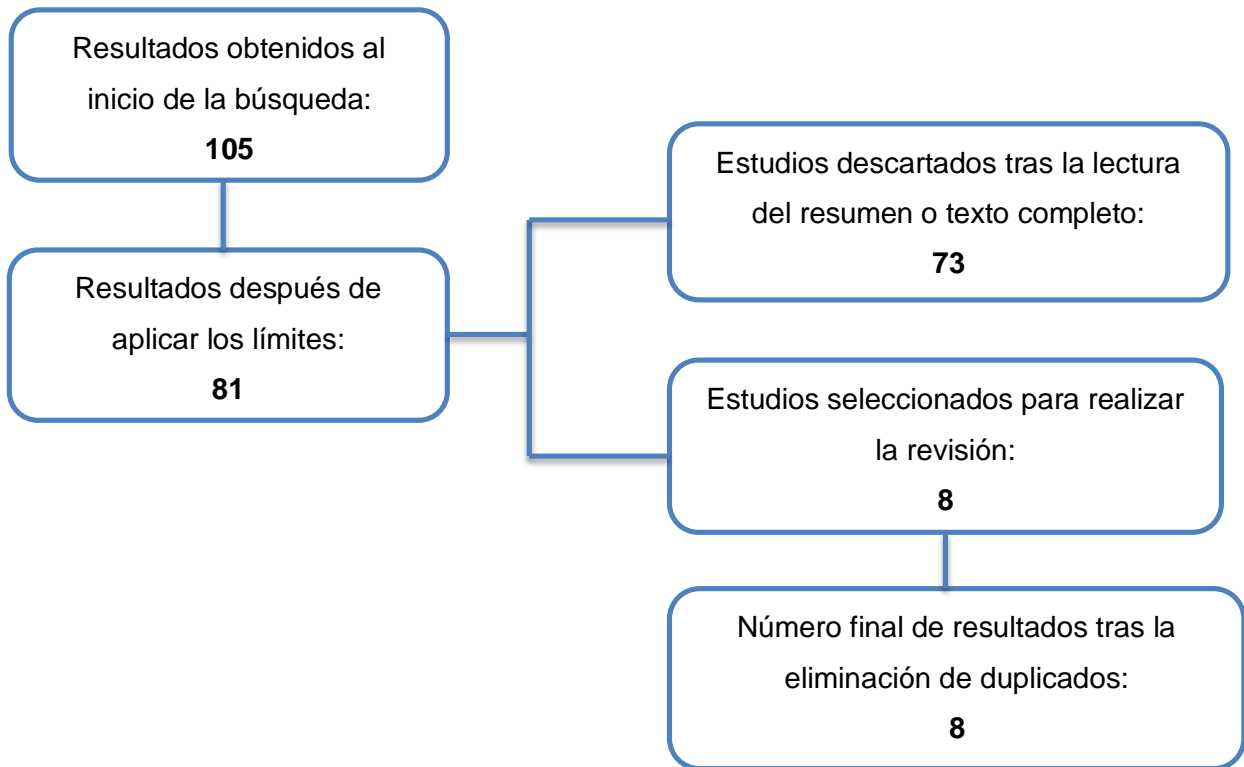 Resultados obtenidos al
inicio de la búsqueda:
105
Resultados después de
aplicar los límites:
81
Estudios descartados tras la lectura
del resumen o texto completo:
73
Estudios seleccionados para realizar
la revisión:
8
Número final de resultados tras la
eliminación de duplicados:
8